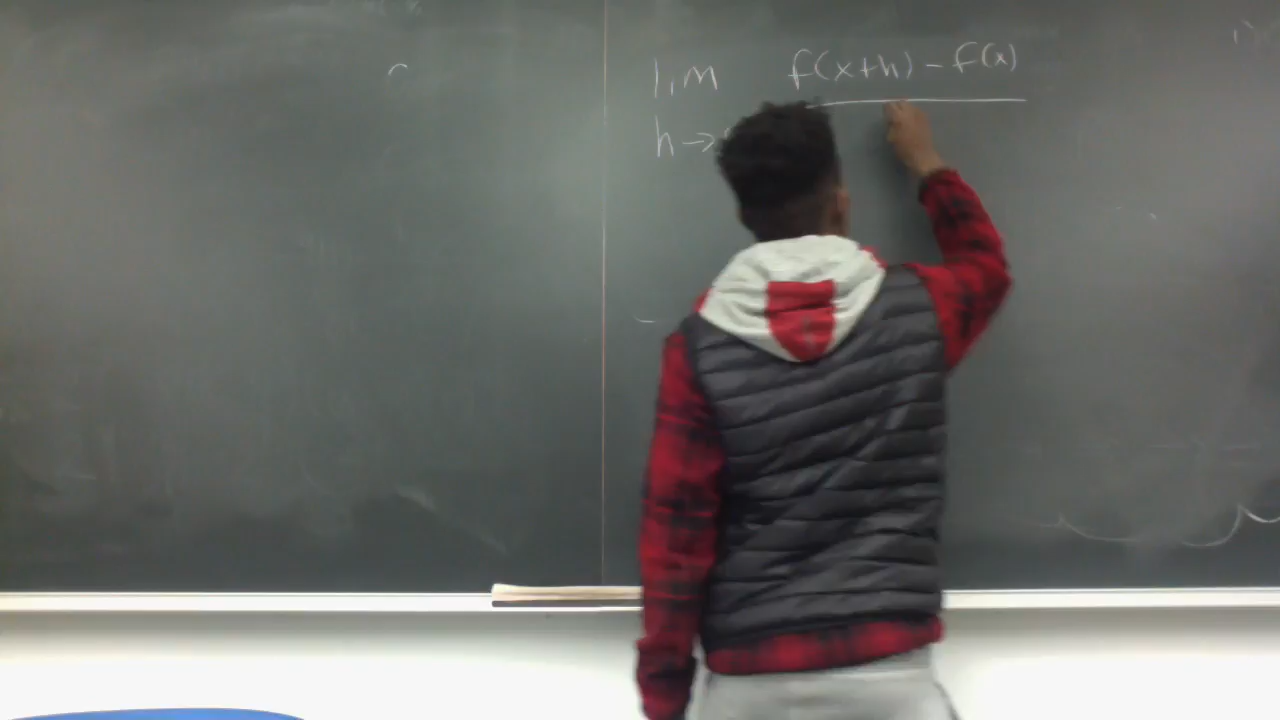 lim f(x+h) - f(x)
h →